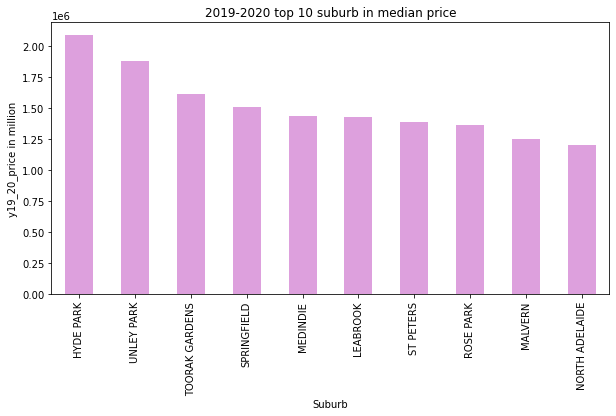 2019-2020 top 10 suburb in median price
1e6
2.00
1.75
1.50
1.25
1.00
0.75
0.50
0.25
0.00
y19_20_price in million
HYDE PARK
UNLEY PARK
TOORAK GARDENS
SPRINGFIELD
MEDINDIE
LEABROOK
ST PETERS
ROSE PARK
MALVERN
NORTH ADELAIDE
Suburb